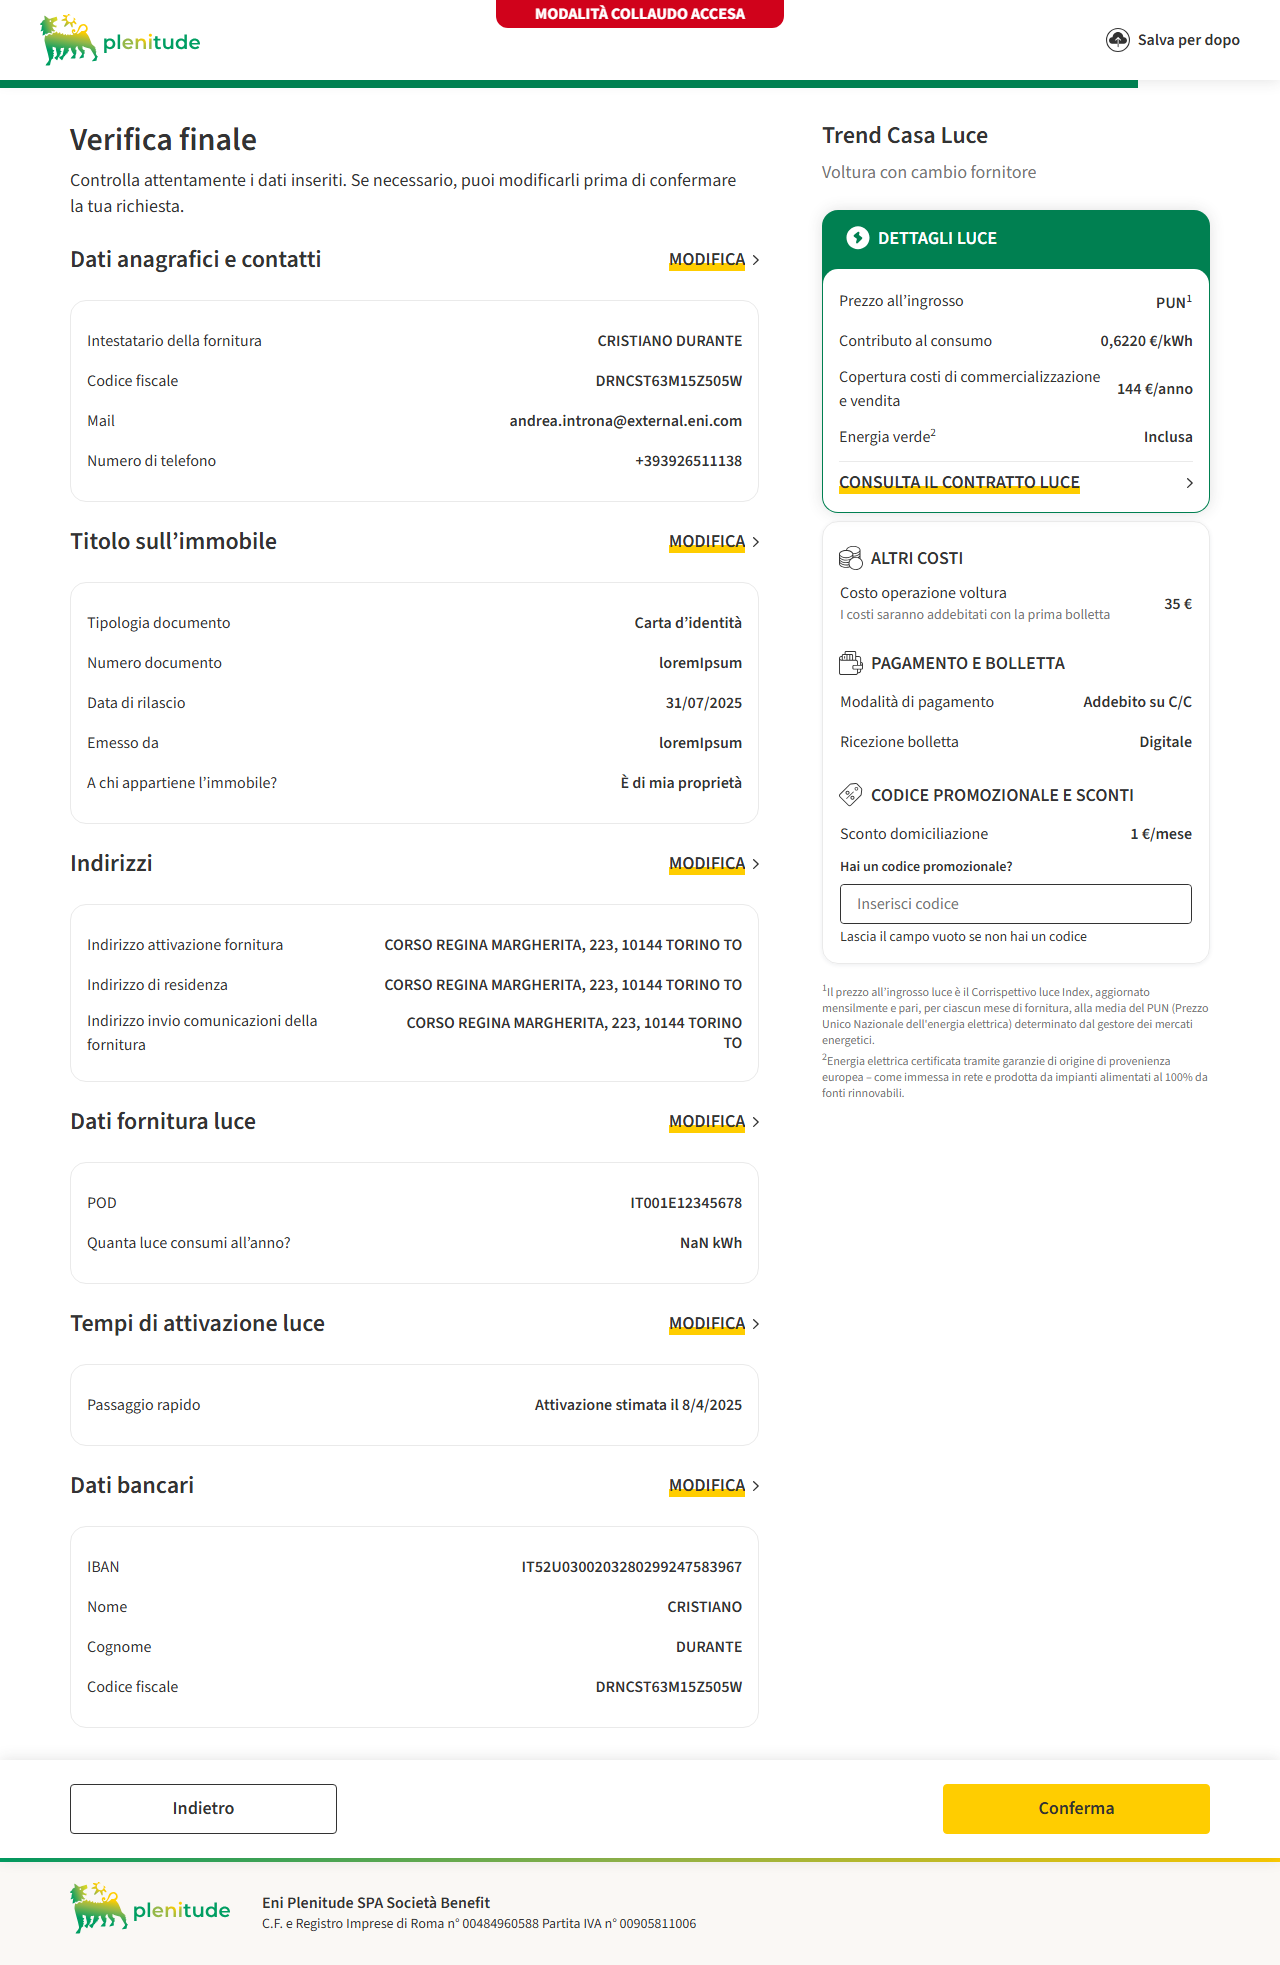 MODALITÀ COLLAUDO ACCESA
plenitude
Salva per dopo
Verifica finale
Controlla attentamente i dati inseriti. Se necessario, puoi modificarli prima di confermare
la tua richiesta.
Dati anagrafici e contatti
MODIFICA
Intestatario della fornitura
CRISTIANO DURANTE
Codice fiscale
DRNCST63M15Z505W
Mail
andrea.introna@external.eni.com
Numero di telefono
+393926511138
Titolo sull’immobile
MODIFICA
Tipologia documento
Carta d’identità
Numero documento
loremIpsum
Data di rilascio
31/07/2025
Emesso da
loremIpsum
A chi appartiene l’immobile?
È di mia proprietà
Indirizzi
MODIFICA
Indirizzo attivazione fornitura
CORSO REGINA MARGHERITA, 223, 10144 TORINO TO
Indirizzo di residenza
CORSO REGINA MARGHERITA, 223, 10144 TORINO TO
Indirizzo invio comunicazioni della
fornitura
CORSO REGINA MARGHERITA, 223, 10144 TORINO
TO
Dati fornitura luce
MODIFICA
POD
IT001E12345678
Quanta luce consumi all’anno?
NaN kWh
Tempi di attivazione luce
MODIFICA
Passaggio rapido
Attivazione stimata il 8/4/2025
Dati bancari
MODIFICA
IBAN
IT52U0300203280299247583967
Nome
CRISTIANO
Cognome
DURANTE
Codice fiscale
DRNCST63M15Z505W
Trend Casa Luce
Voltura con cambio fornitore
DETTAGLI LUCE
Prezzo all’ingrosso
PUN¹
Contributo al consumo
0,6220 €/kWh
Copertura costi di commercializzazione
e vendita
144 €/anno
Energia verde²
Inclusa
CONSULTA IL CONTRATTO LUCE
ALTRI COSTI
Costo operazione voltura
I costi saranno addebitati con la prima bolletta
35 €
PAGAMENTO E BOLLETTA
Modalità di pagamento
Addebito su C/C
Ricezione bolletta
Digitale
CODICE PROMOZIONALE E SCONTI
Sconto domiciliazione
1 €/mese
Hai un codice promozionale?
Inserisci codice
Lascia il campo vuoto se non hai un codice
¹Il prezzo all’ingrosso luce è il Corrispettivo luce Index, aggiornato
mensilmente e pari, per ciascun mese di fornitura, alla media del PUN (Prezzo
Unico Nazionale dell’energia elettrica) determinato dal gestore dei mercati
energetici.
²Energia elettrica certificata tramite garanzie di origine di provenienza
europea – come immessa in rete e prodotta da impianti alimentati al 100% da
fonti rinnovabili.
Indietro
Conferma
plenitude
Eni Plenitude SPA Società Benefit
C.F. e Registro Imprese di Roma n° 00484960588 Partita IVA n° 00905811006